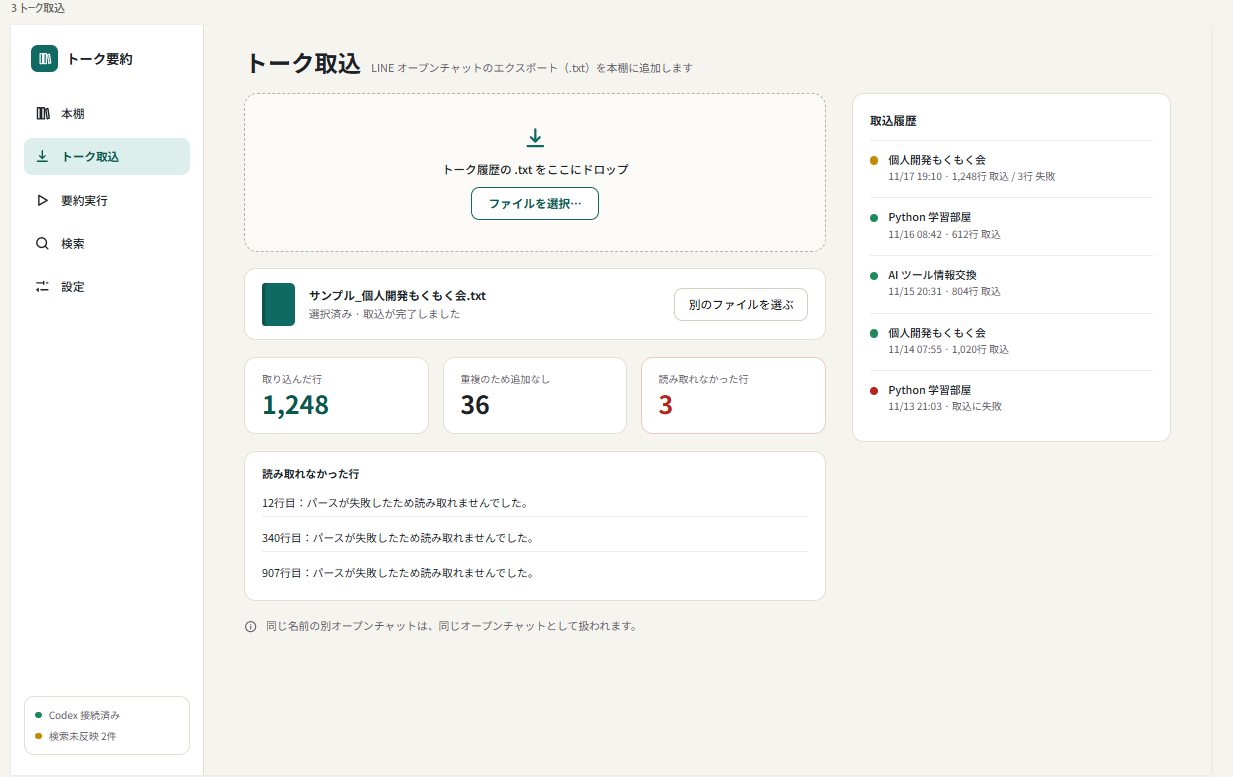 3 トーク取込
トーク要約
本棚
トーク取込
要約実行
検索
設定
Codex 接続済み
検索未反映 2件
トーク取込 LINE オープンチャットのエクスポート（.txt）を本棚に追加します
トーク履歴の .txt をここにドロップ
ファイルを選択…
サンプル_個人開発もくもく会.txt
選択済み · 取込が完了しました
別のファイルを選ぶ
取り込んだ行
1,248
重複のため追加なし
36
読み取れなかった行
3
読み取れなかった行
12行目：パースが失敗したため読み取れませんでした。
340行目：パースが失敗したため読み取れませんでした。
907行目：パースが失敗したため読み取れませんでした。
同じ名前の別オープンチャットは、同じオープンチャットとして扱われます。
取込履歴
個人開発もくもく会
11/17 19:10 · 1,248行 取込 / 3行 失敗
Python 学習部屋
11/16 08:42 · 612行 取込
AI ツール情報交換
11/15 20:31 · 804行 取込
個人開発もくもく会
11/14 07:55 · 1,020行 取込
Python 学習部屋
11/13 21:03 · 取込に失敗